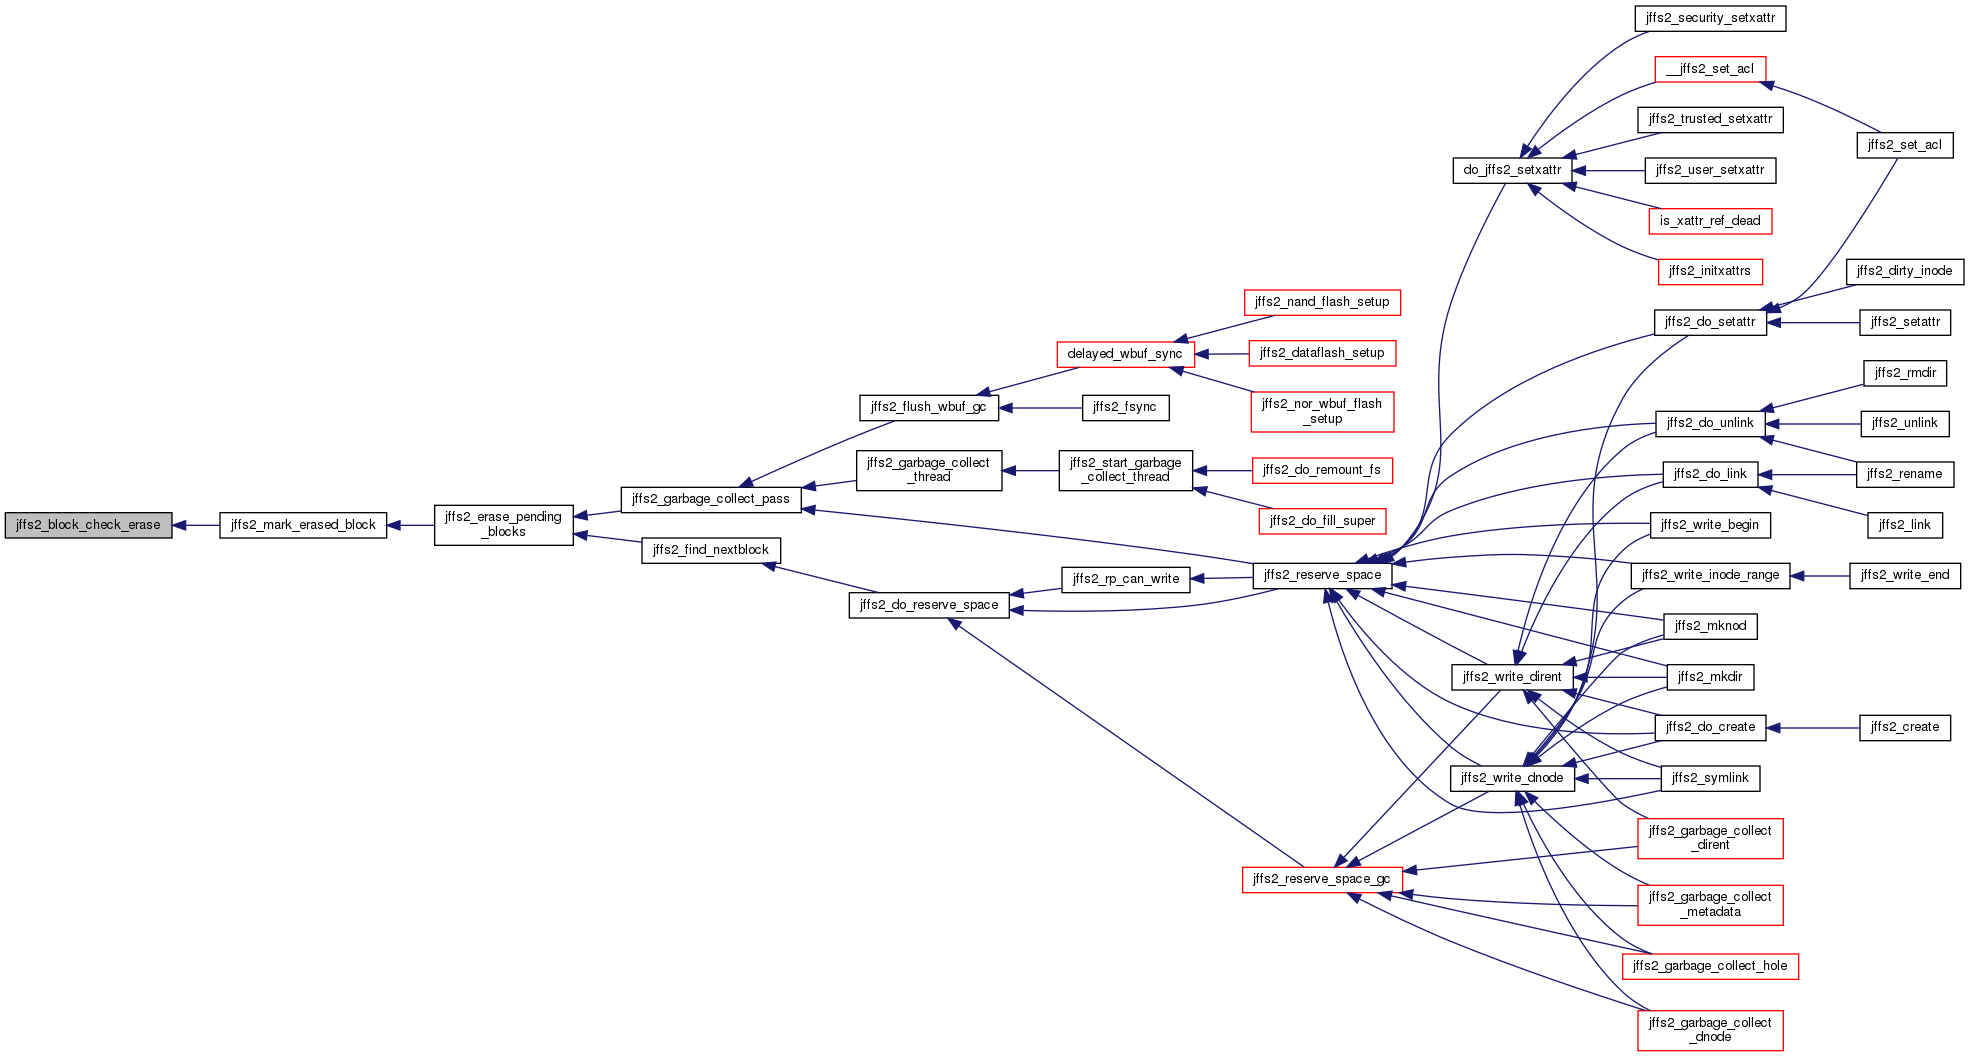 jffs2_block_check_erase
jffs2_mark_erased_block
jffs2_erase_pending
_blocks
jffs2_garbage_collect_pass
jffs2_find_nextblock
jffs2_flush_wbuf_gc
jffs2_garbage_collect
_thread
jffs2_do_reserve_space
delayed_wbuf_sync
jffs2_fsync
jffs2_start_garbage
_collect_thread
jffs2_rp_can_write
jffs2_nand_flash_setup
jffs2_dataflash_setup
jffs2_nor_wbuf_flash
_setup
jffs2_do_remount_fs
jffs2_do_fill_super
jffs2_reserve_space
jffs2_reserve_space_gc
do_jffs2_setxattr
jffs2_write_dirent
jffs2_write_dnode
jffs2_security_setxattr
__jffs2_set_acl
jffs2_trusted_setxattr
jffs2_user_setxattr
is_xattr_ref_dead
jffs2_initxattrs
jffs2_do_setattr
jffs2_do_unlink
jffs2_do_link
jffs2_write_begin
jffs2_write_inode_range
jffs2_mknod
jffs2_mkdir
jffs2_do_create
jffs2_symlink
jffs2_garbage_collect
_dirent
jffs2_garbage_collect
_metadata
jffs2_garbage_collect_hole
jffs2_garbage_collect
_dnode
jffs2_set_acl
jffs2_dirty_inode
jffs2_setattr
jffs2_rmdir
jffs2_unlink
jffs2_rename
jffs2_link
jffs2_write_end
jffs2_create